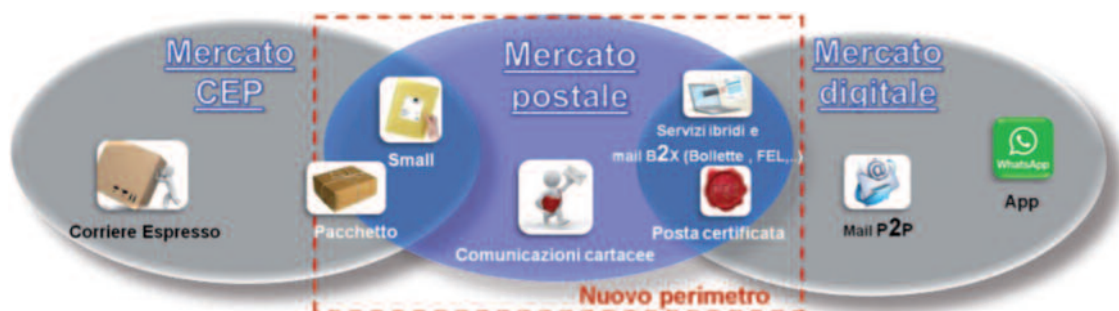 Mercato
CEP
Corriere Espresso
Mercato
postale
Small
Pacchetto
Comunicazioni cartacee
Servizi ibridi e
mail B2X (Bollette , FEL,..)
Posta certificata
Mercato
digitale
Mail P2P
WhatsApp
App
Nuovo perimetro